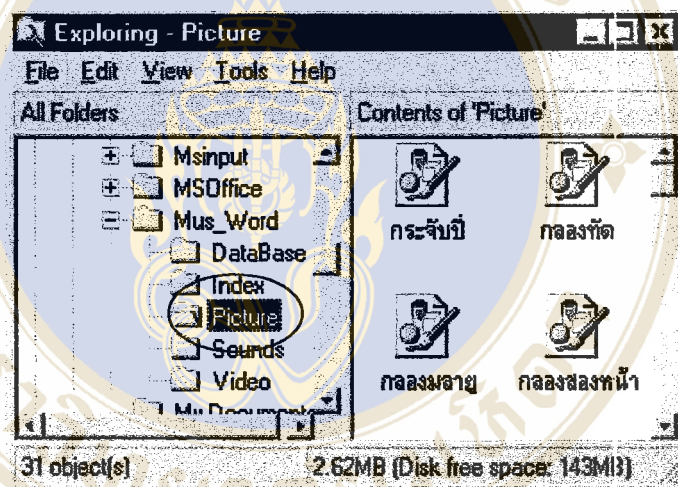 Exploring - Picture
File Edit View Tools Help
All Folders
Contents of 'Picture'
Msinput
MSOffice
Mus_Word
DataBase
Index
Picture
Sounds
Video
My Documents
กระจับปี่
กลองทัด
กลองมลายู
กลองสองหน้า
31 object(s)
2.62MB (Disk free space: 143MB)